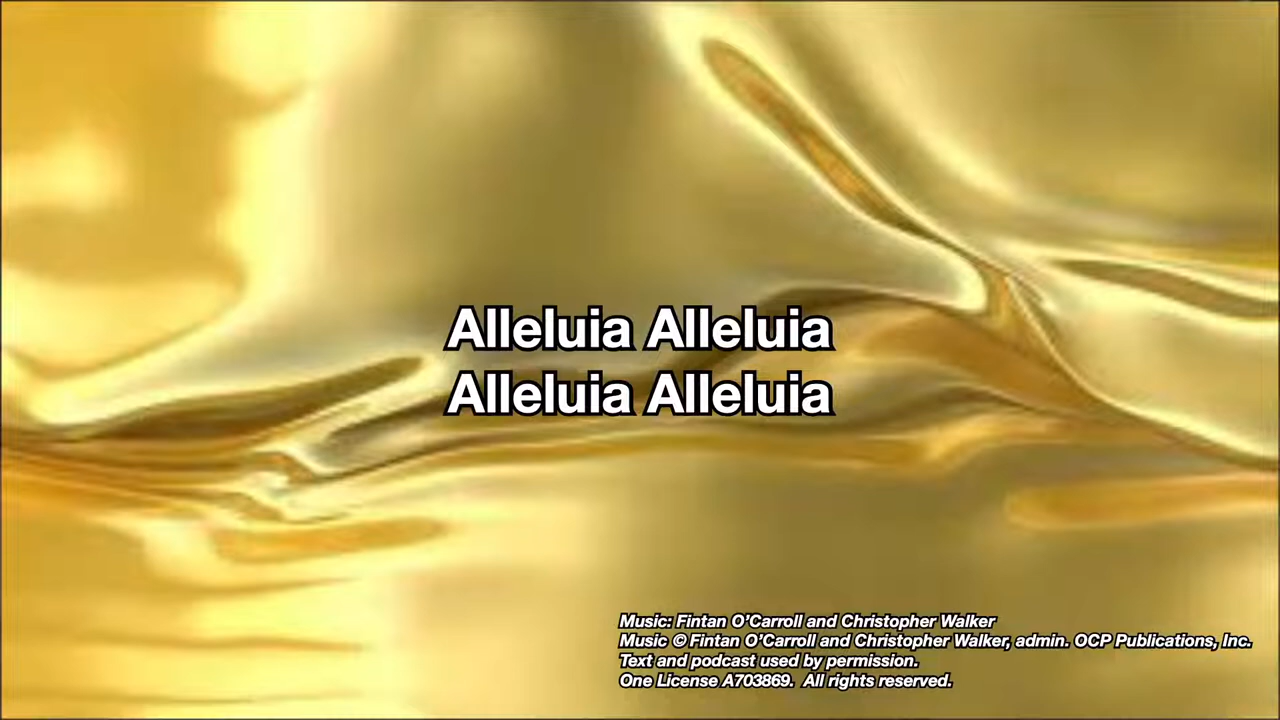 Alleluia Alleluia
Alleluia Alleluia
Music: Fintan O’Carroll and Christopher Walker
Music © Fintan O’Carroll and Christopher Walker, admin. OCP Publications, Inc.
Text and podcast used by permission.
One License A703869.  All rights reserved.